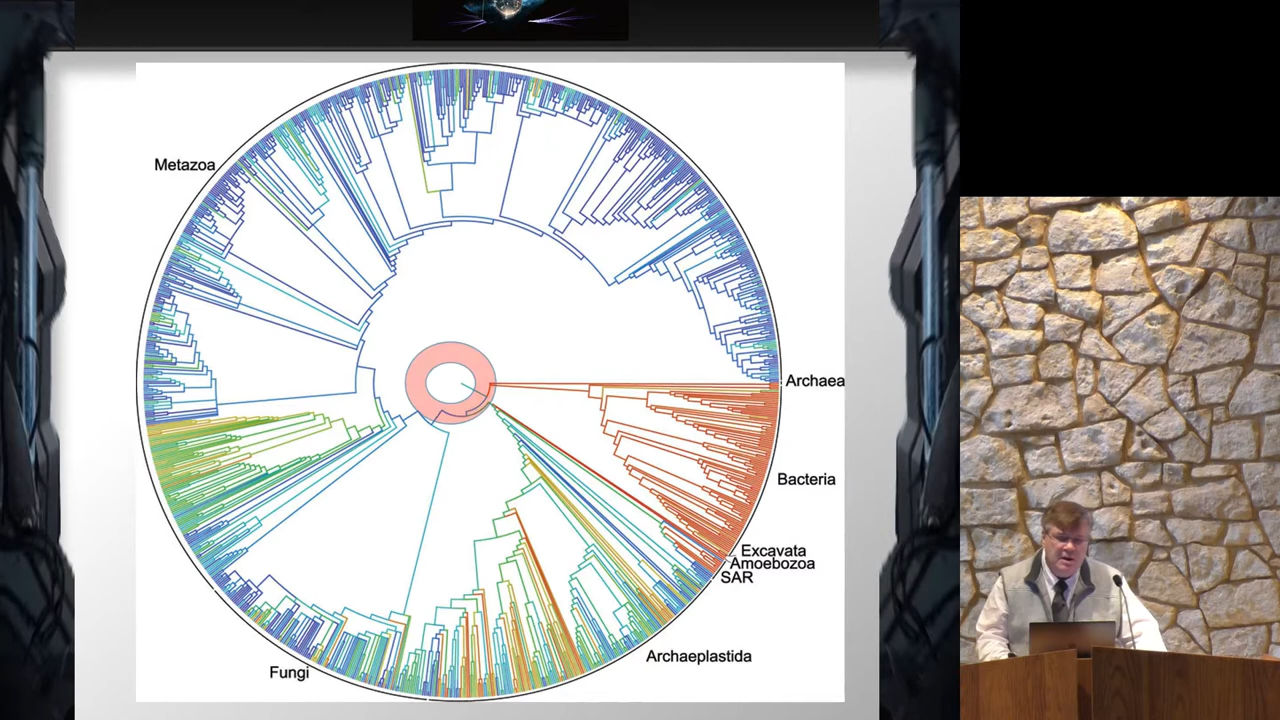 Metazoa
Archaea
Bacteria
Excavata
Amoebozoa
SAR
Archaeplastida
Fungi